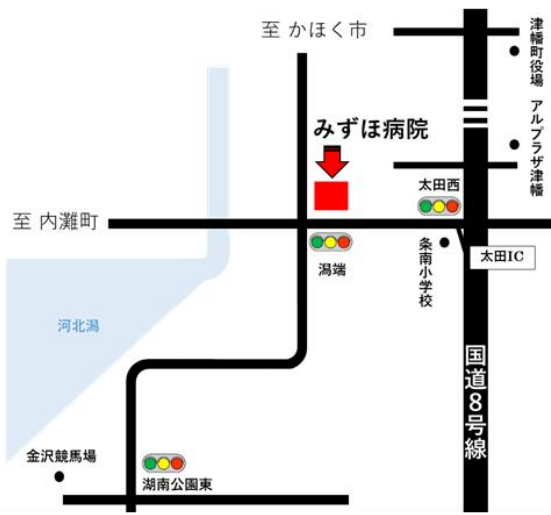 至 かほく市
津幡町役場
みずほ病院
アルプラザ津幡
太田西
至 内灘町
潟端
条南小学校
太田IC
河北潟
国道8号線
金沢競馬場
湖南公園東